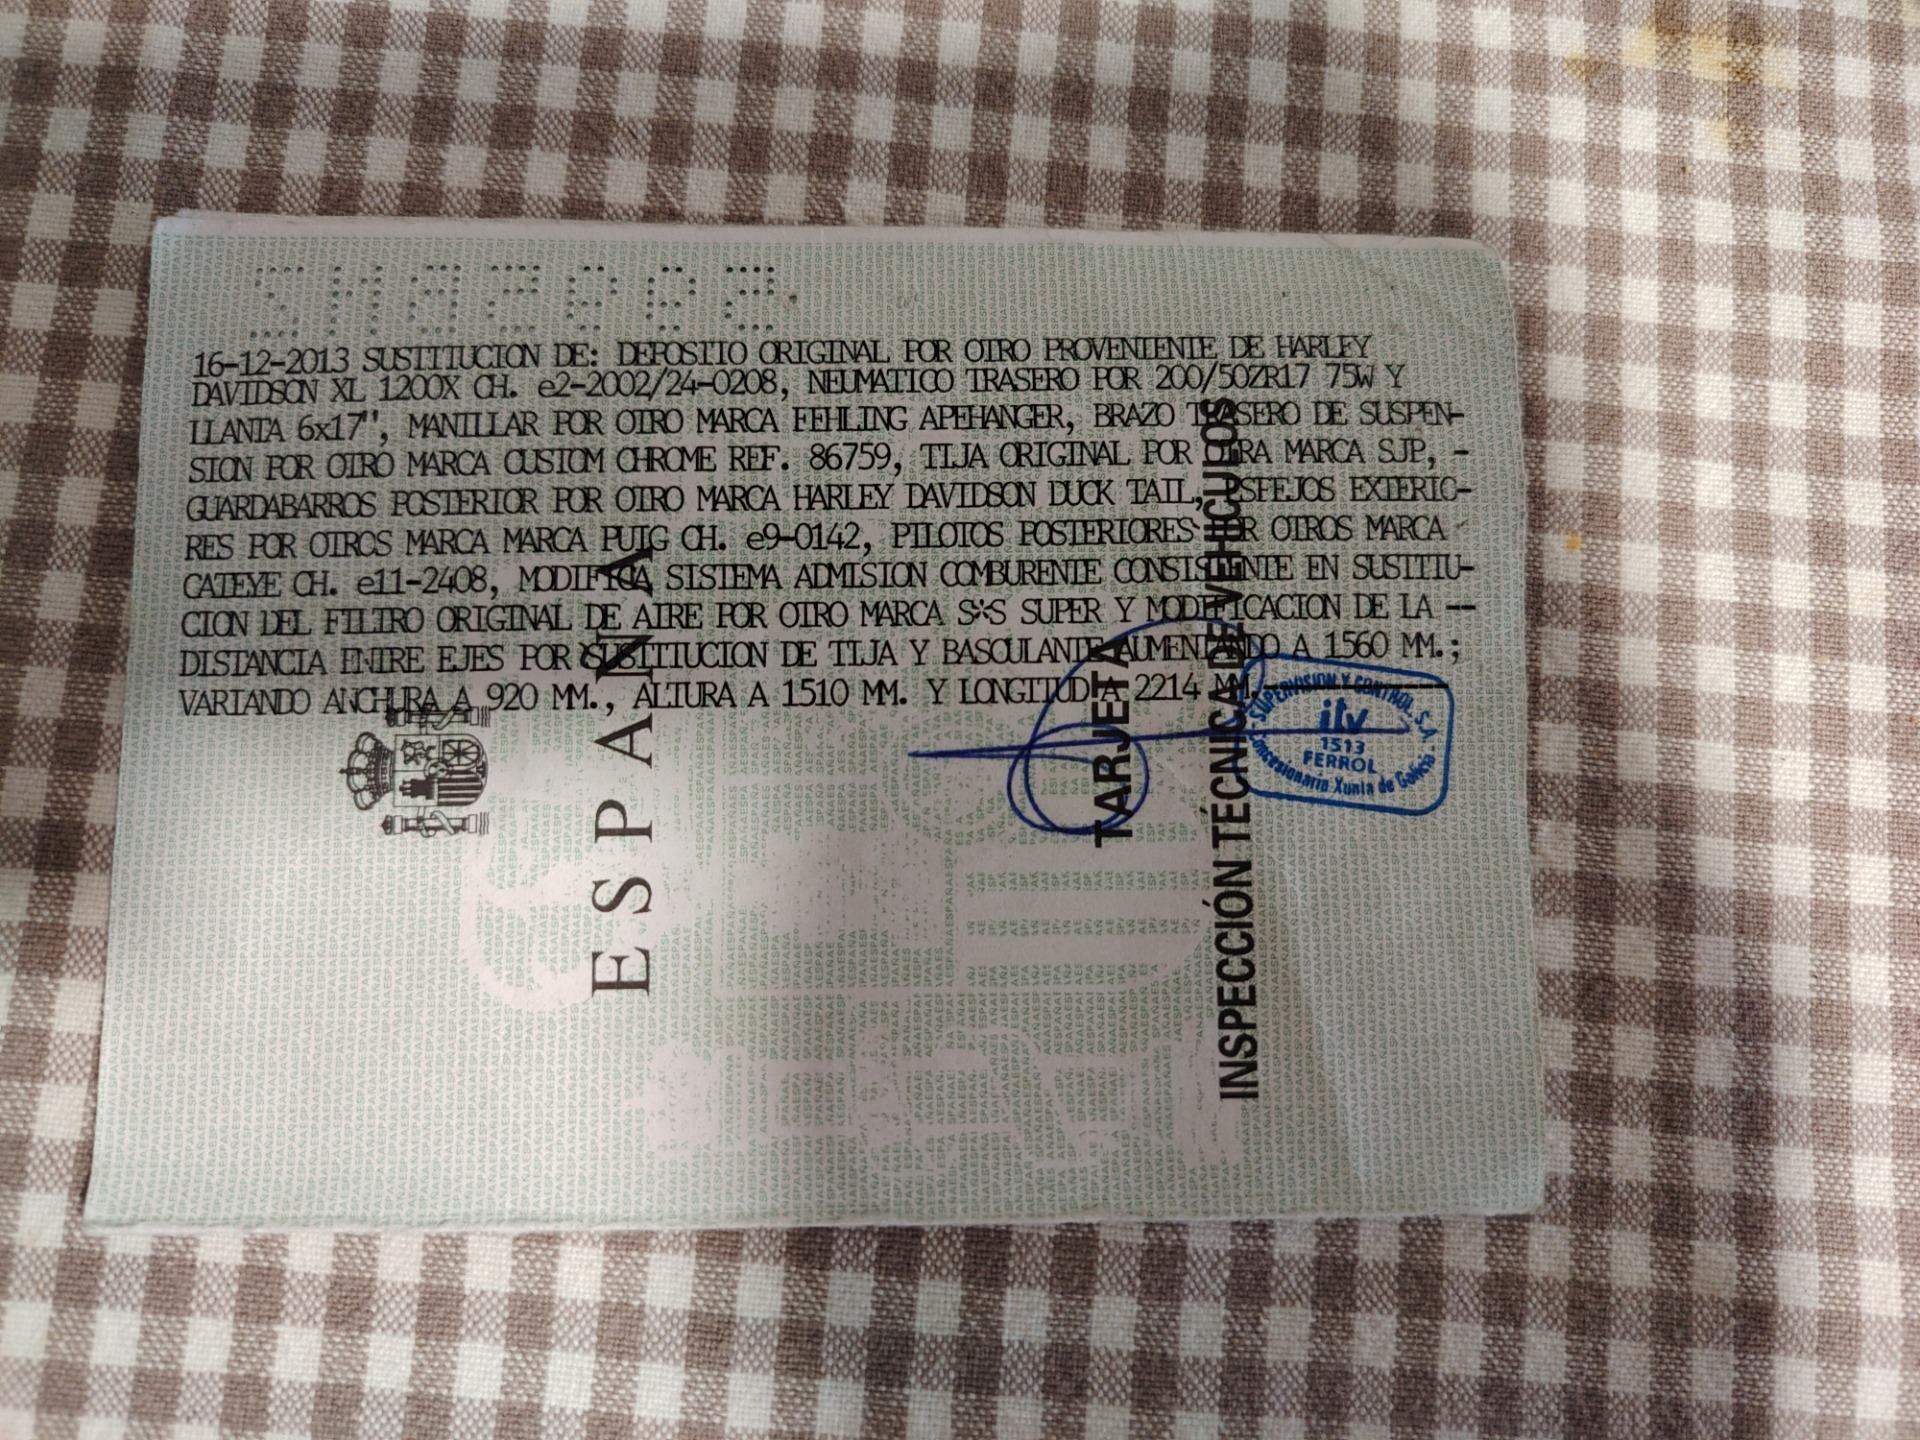 16-12-2013 SUSTITUCION DE: DEPOSITO ORIGINAL POR OTRO PROVENIENTE DE HARLEY
DAVIDSON XL 1200X CH. e2-2002/24-0208, NEUMATICO TRASERO POR 200/50ZR17 75W Y
LLANTA 6x17", MANILLAR POR OTRO MARCA FEHLING APEHANGER, BRAZO TRASERO DE SUSPEN-
SION POR OTRO MARCA CUSTOM CHROME REF. 86759, TIJA ORIGINAL POR OTRA MARCA SJP, -
GUARDABARROS POSTERIOR POR OTRO MARCA HARLEY DAVIDSON DUCK TAIL, ESPEJOS EXTERIO-
RES POR OTROS MARCA MARCA PUIG CH. e9-0142, PILOTOS POSTERIORES POR OTROS MARCA
CATEYE CH. e11-2408, MODIFICA SISTEMA ADMISION COMBURENTE CONSISTENTE EN SUSTITU-
CION DEL FILTRO ORIGINAL DE AIRE POR OTRO MARCA S*S SUPER Y MODIFICACION DE LA --
DISTANCIA ENTRE EJES POR SUSTITUCION DE TIJA Y BASCULANTE AUMENTANDO A 1560 MM.;
VARIANDO ANCHURA A 920 MM., ALTURA A 1510 MM. Y LONGITUD A 2214 MM.
ESPAÑA
TARJETA
INSPECCIÓN TÉCNICA DE VEHICULOS
SUPERVISION Y CONTROL S.A.
itv
1513
FERROL
Concesionario Xunta de Galicia